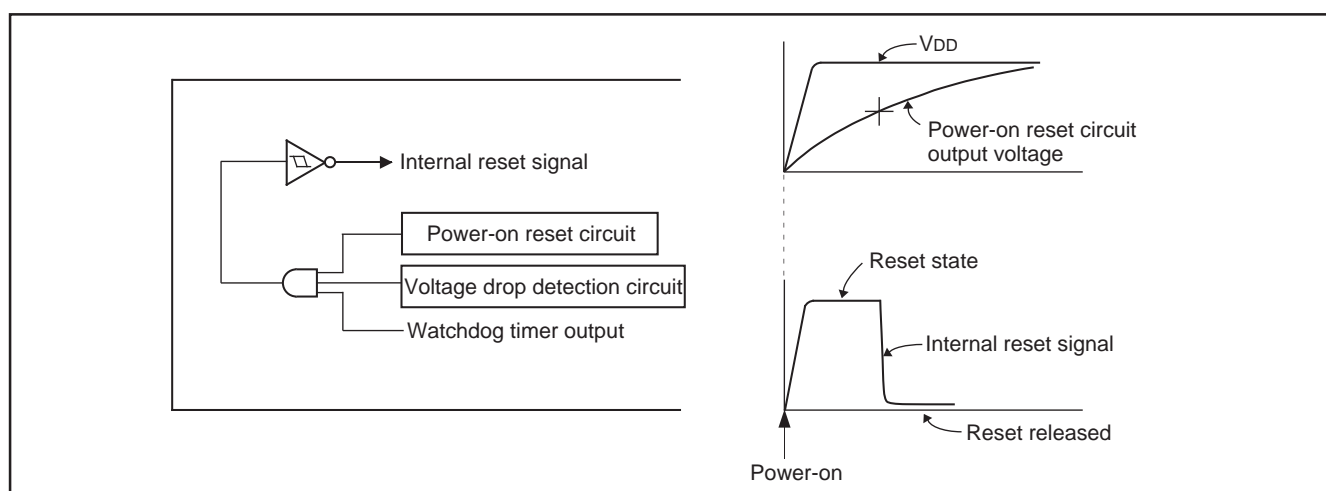 Internal reset signal
Power-on reset circuit
Voltage drop detection circuit
Watchdog timer output
VDD
Power-on reset circuit
output voltage
Reset state
Internal reset signal
Reset released
Power-on